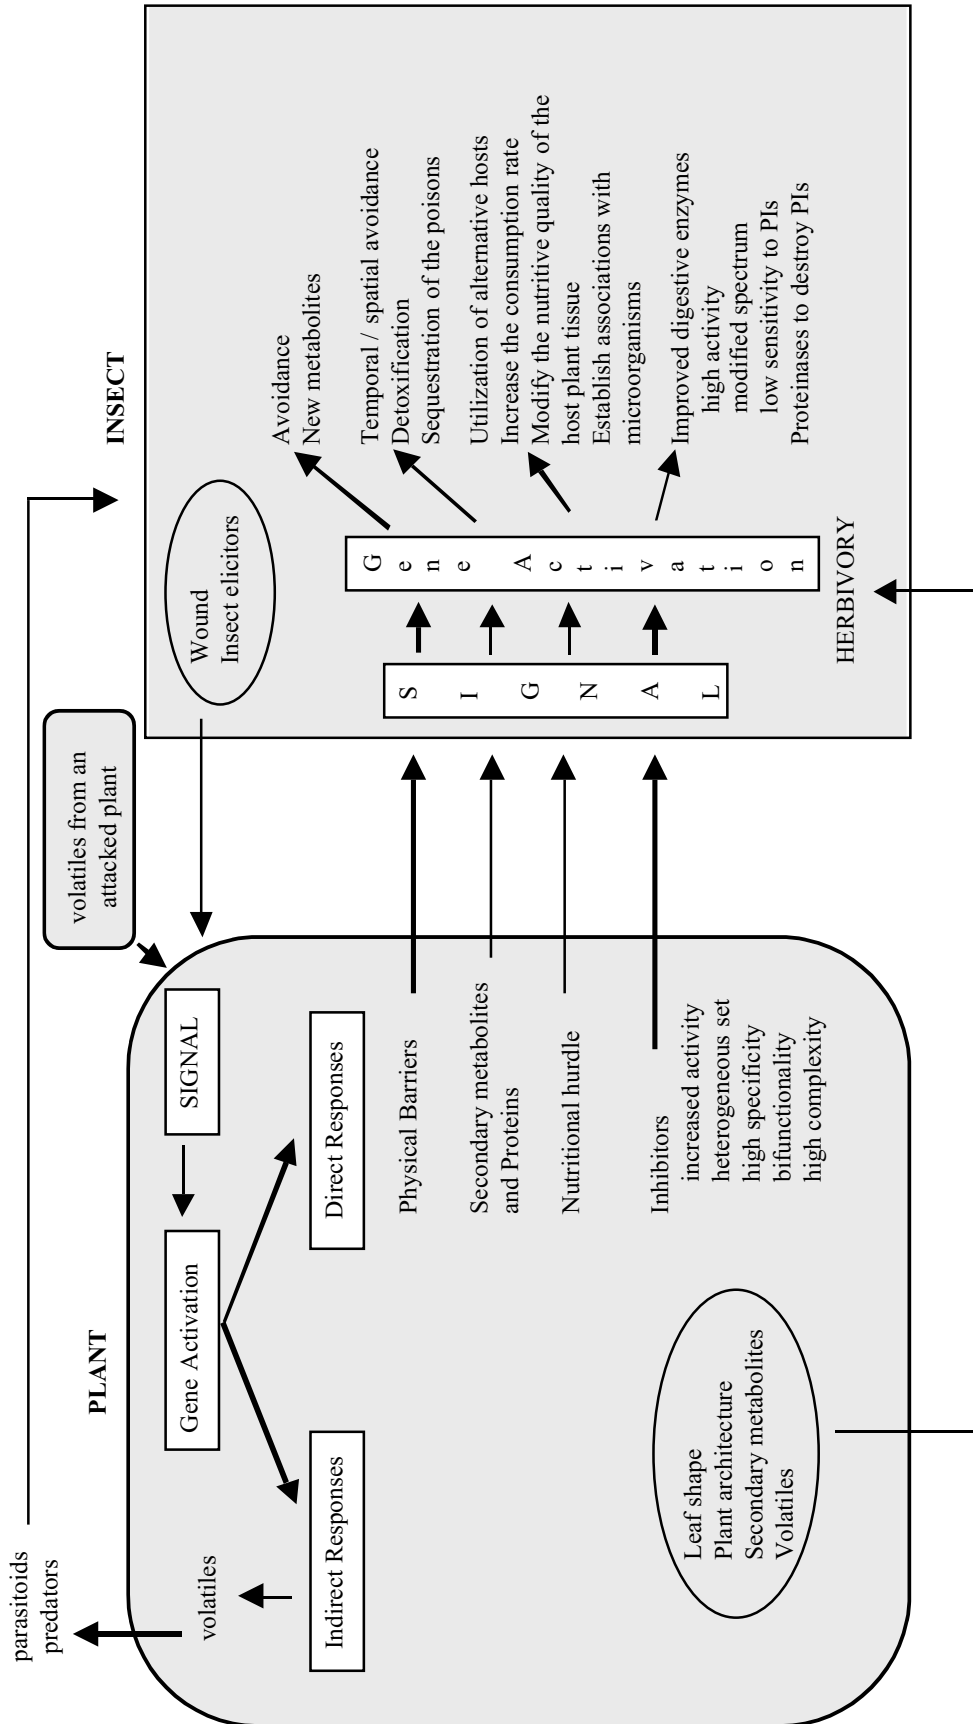 parasitoids
predators
PLANT
INSECT
volatiles from an
attacked plant
volatiles
Gene Activation
SIGNAL
Wound
Insect elicitors
Indirect Responses
Direct Responses
Physical Barriers
Secondary metabolites
and Proteins
Nutritional hurdle
Inhibitors
increased activity
heterogeneous set
high specificity
bifunctionality
high complexity
Leaf shape
Plant architecture
Secondary metabolites
Volatiles
SIGNAL
Gene Activation
Avoidance
New metabolites
Temporal / spatial avoidance
Detoxification
Sequestration of the poisons
Utilization of alternative hosts
Increase the consumption rate
Modify the nutritive quality of the
host plant tissue
Establish associations with
microorganisms
Improved digestive enzymes
high activity
modified spectrum
low sensitivity to PIs
Proteinases to destroy PIs
HERBIVORY